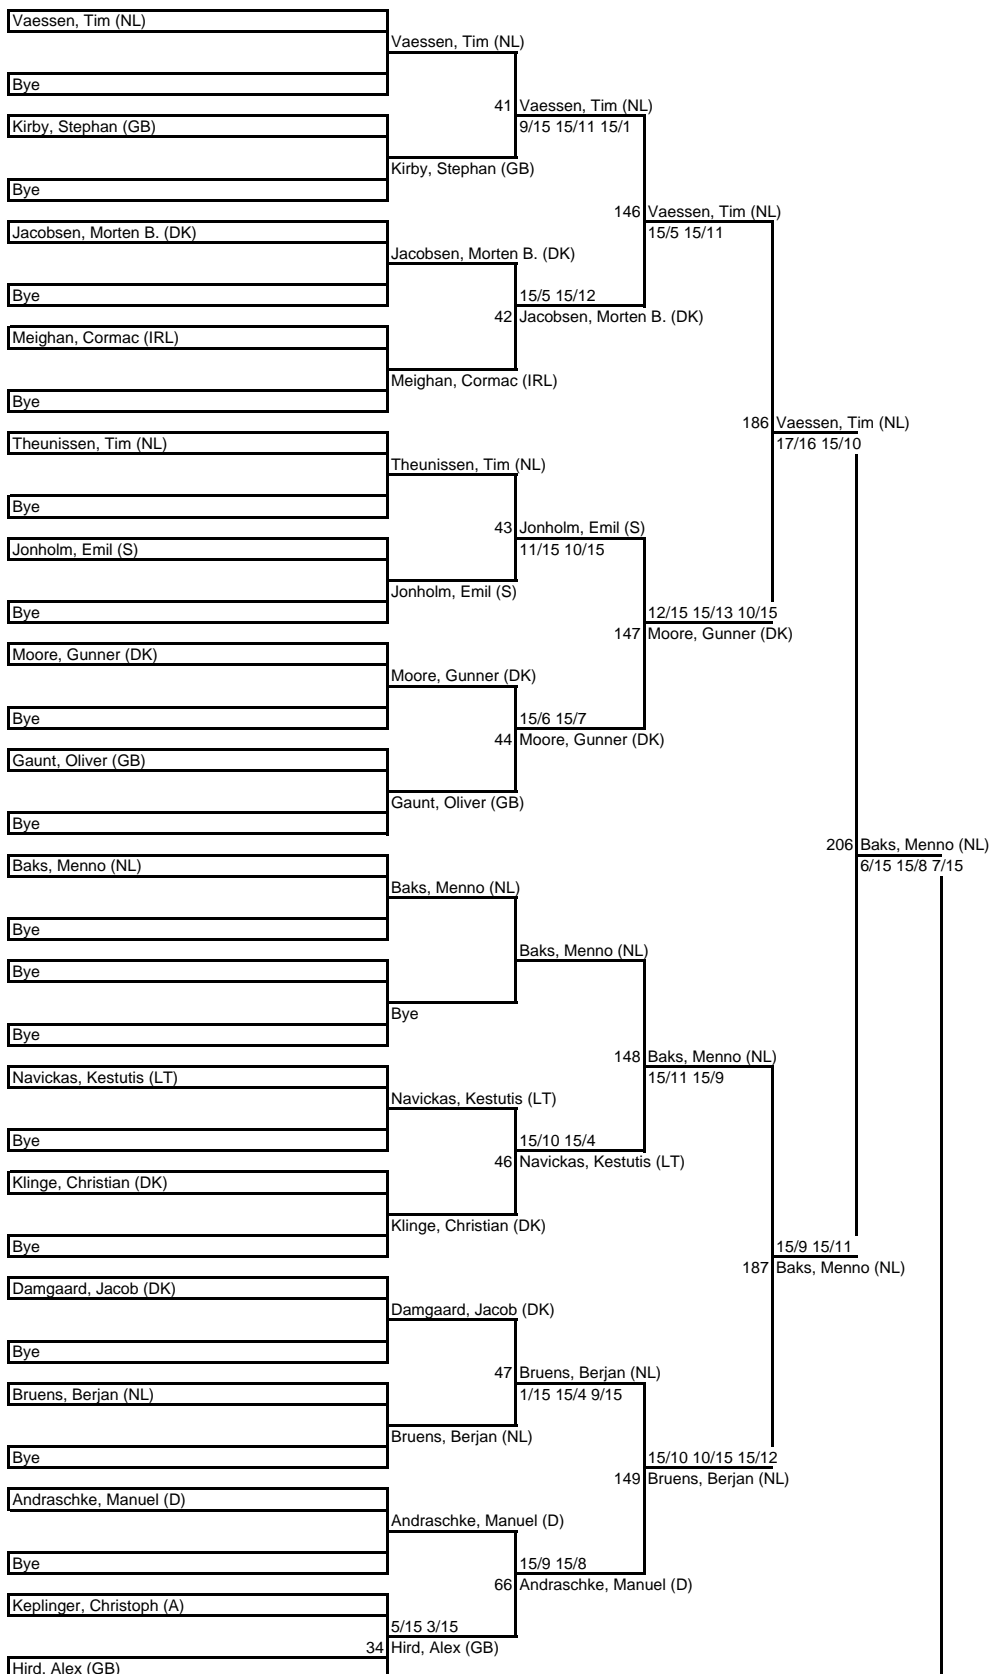 Vaessen, Tim (NL)
Vaessen, Tim (NL)
Bye
41 Vaessen, Tim (NL)
Kirby, Stephan (GB)
9/15 15/11 15/1
Kirby, Stephan (GB)
Bye
146 Vaessen, Tim (NL)
Jacobsen, Morten B. (DK)
15/5 15/11
Jacobsen, Morten B. (DK)
Bye
15/5 15/12
42 Jacobsen, Morten B. (DK)
Meighan, Cormac (IRL)
Meighan, Cormac (IRL)
Bye
186 Vaessen, Tim (NL)
Theunissen, Tim (NL)
17/16 15/10
Theunissen, Tim (NL)
Bye
43 Jonholm, Emil (S)
Jonholm, Emil (S)
11/15 10/15
Jonholm, Emil (S)
Bye
12/15 15/13 10/15
147 Moore, Gunner (DK)
Moore, Gunner (DK)
Moore, Gunner (DK)
Bye
15/6 15/7
44 Moore, Gunner (DK)
Gaunt, Oliver (GB)
Gaunt, Oliver (GB)
Bye
206 Baks, Menno (NL)
Baks, Menno (NL)
6/15 15/8 7/15
Baks, Menno (NL)
Bye
Baks, Menno (NL)
Bye
Bye
Bye
148 Baks, Menno (NL)
Navickas, Kestutis (LT)
15/11 15/9
Navickas, Kestutis (LT)
Bye
15/10 15/4
46 Navickas, Kestutis (LT)
Klinge, Christian (DK)
Klinge, Christian (DK)
Bye
15/9 15/11
187 Baks, Menno (NL)
Damgaard, Jacob (DK)
Damgaard, Jacob (DK)
Bye
47 Bruens, Berjan (NL)
Bruens, Berjan (NL)
1/15 15/4 9/15
Bruens, Berjan (NL)
Bye
15/10 10/15 15/12
149 Bruens, Berjan (NL)
Andraschke, Manuel (D)
Andraschke, Manuel (D)
Bye
15/9 15/8
66 Andraschke, Manuel (D)
Keplinger, Christoph (A)
5/15 3/15
34 Hird, Alex (GB)
Hird, Alex (GB)